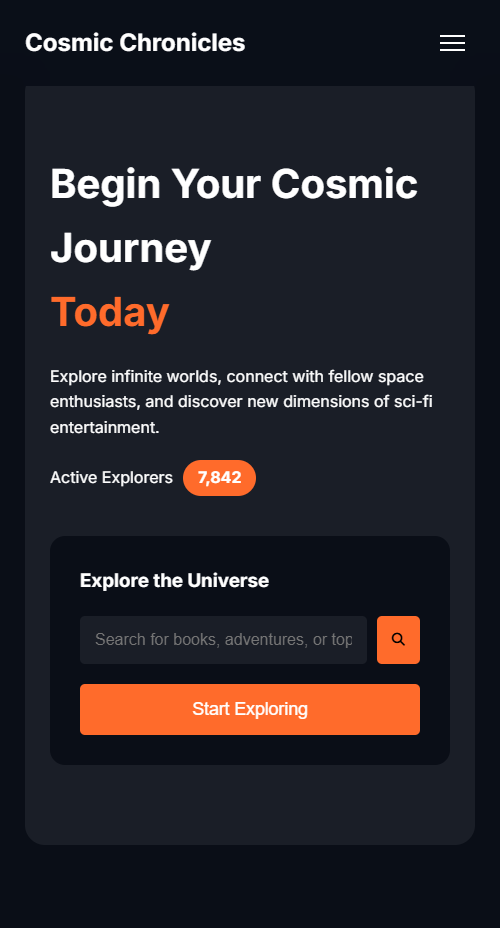 Cosmic Chronicles
Begin Your Cosmic
Journey
Today
Explore infinite worlds, connect with fellow space
enthusiasts, and discover new dimensions of sci-fi
entertainment.
Active Explorers 7,842
Explore the Universe
Search for books, adventures, or top
Start Exploring